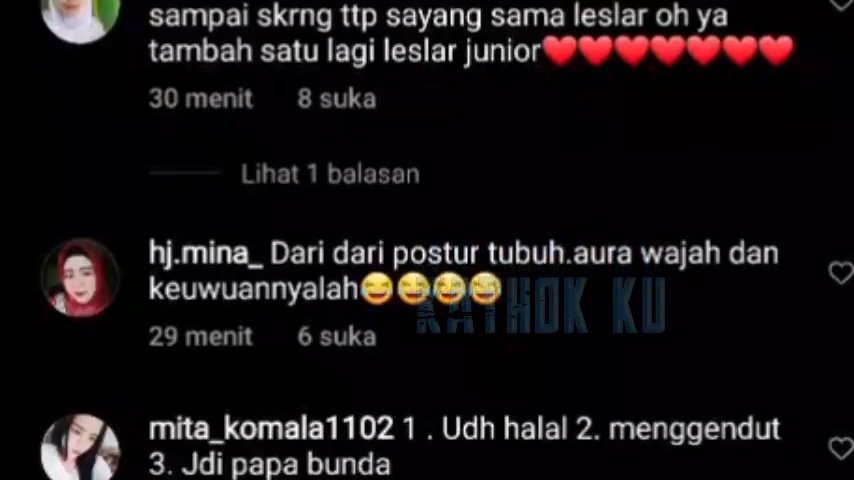 sampai skrng ttp sayang sama leslar oh ya
tambah satu lagi leslar junior❤️❤️❤️❤️❤️❤️❤️
30 menit 8 suka
Lihat 1 balasan
hj.mina_ Dari dari postur tubuh.aura wajah dan
keuwuannyalah😆😆😆😆
29 menit 6 suka
KATHOK KU
mita_komala1102 1 . Udh halal 2. menggendut
3. Jdi papa bunda